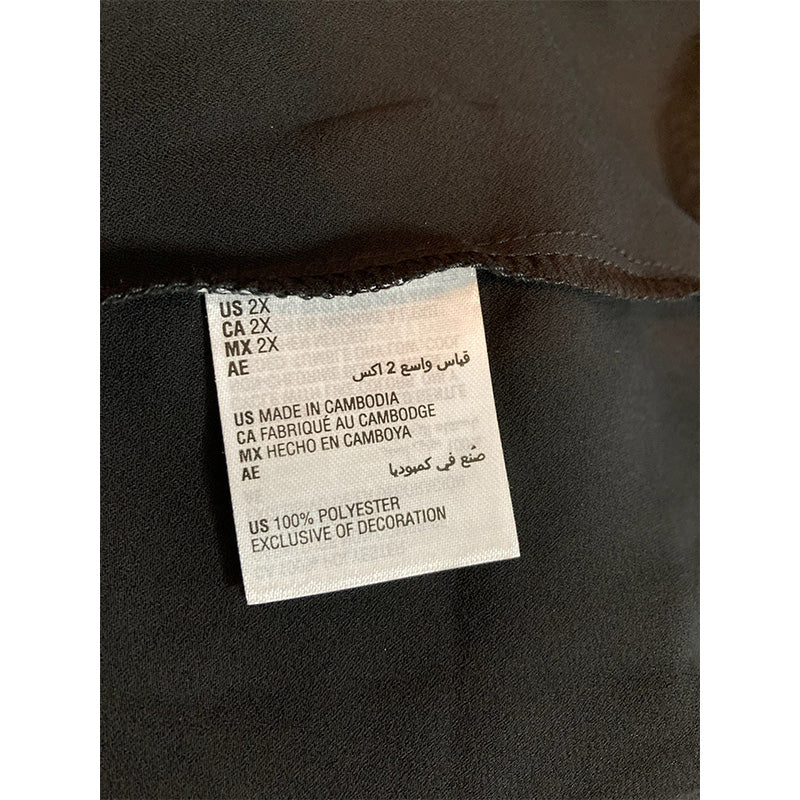 US 2X
CA 2X
MX 2X
AE قياس واسع 2 اكس
US MADE IN CAMBODIA
CA FABRIQUÉ AU CAMBODGE
MX HECHO EN CAMBOYA
AE صُنع في كمبوديا
US 100% POLYESTER
EXCLUSIVE OF DECORATION